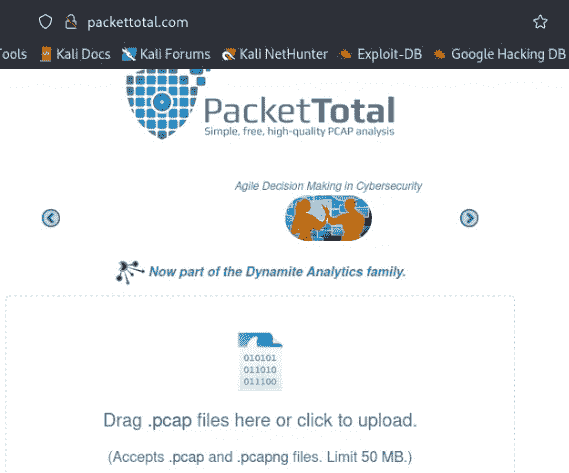 packettotal.com
ools Kali Docs Kali Forums Kali NetHunter Exploit-DB Google Hacking DB
PacketTotal
Simple, free, high-quality PCAP analysis
Agile Decision Making in Cybersecurity
Now part of the Dynamite Analytics family.
010101
011010
011100
Drag .pcap files here or click to upload.
(Accepts .pcap and .pcapng files. Limit 50 MB.)